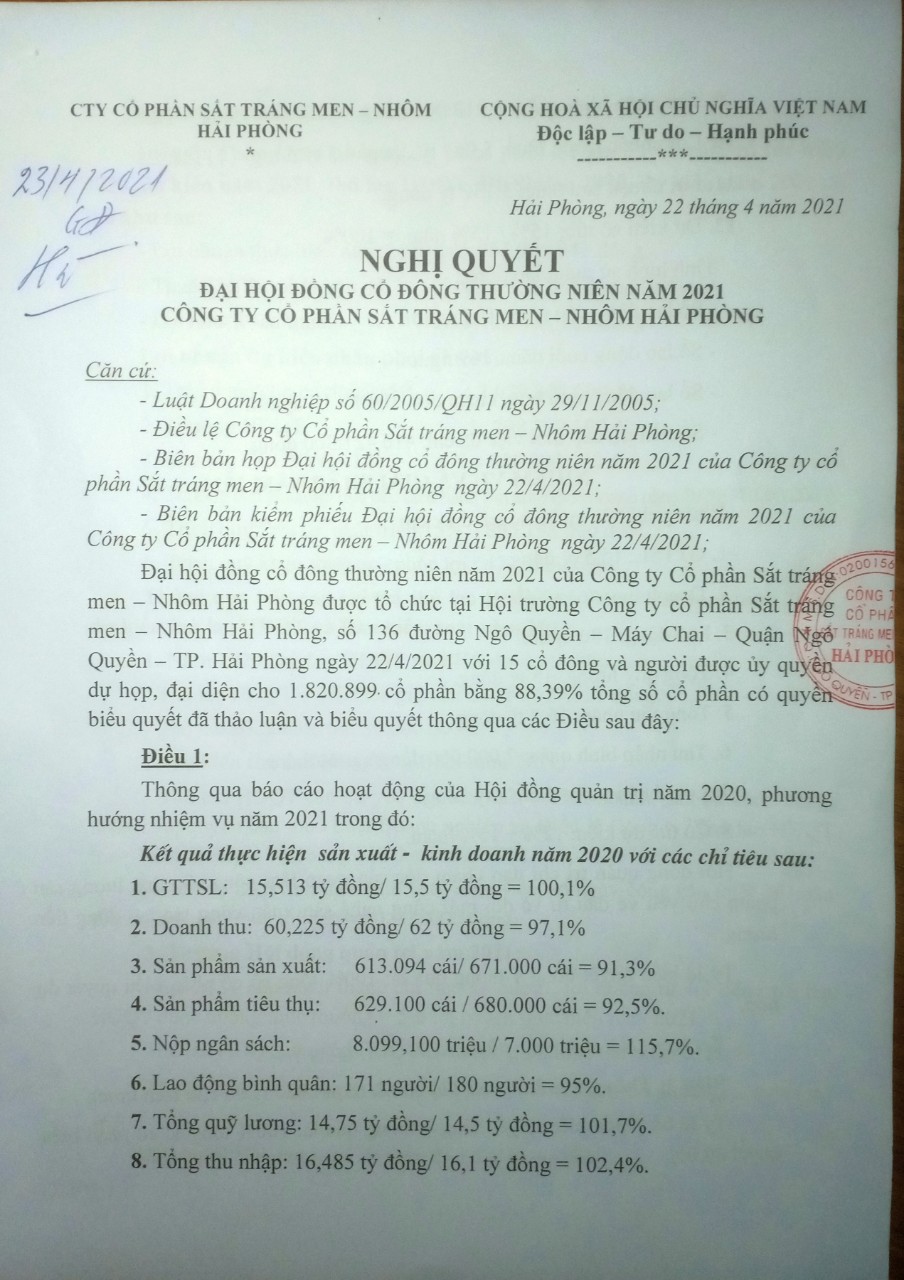 CTY CỔ PHẦN SẮT TRÁNG MEN – NHÔM
HẢI PHÒNG
*
CỘNG HOÀ XÃ HỘI CHỦ NGHĨA VIỆT NAM
Độc lập – Tư do – Hạnh phúc
-----------***-----------
23/4/2021
GĐ
Hải Phòng, ngày 22 tháng 4 năm 2021
NGHỊ QUYẾT
ĐẠI HỘI ĐỒNG CỔ ĐÔNG THƯỜNG NIÊN NĂM 2021
CÔNG TY CỔ PHẦN SẮT TRÁNG MEN – NHÔM HẢI PHÒNG
Căn cứ:
- Luật Doanh nghiệp số 60/2005/QH11 ngày 29/11/2005;
- Điều lệ Công ty Cổ phần Sắt tráng men – Nhôm Hải Phòng;
- Biên bản họp Đại hội đồng cổ đông thường niên năm 2021 của Công ty cổ
phần Sắt tráng men – Nhôm Hải Phòng ngày 22/4/2021;
- Biên bản kiểm phiếu Đại hội đồng cổ đông thường niên năm 2021 của
Công ty Cổ phần Sắt tráng men – Nhôm Hải Phòng ngày 22/4/2021;
Đại hội đồng cổ đông thường niên năm 2021 của Công ty Cổ phần Sắt tráng
men – Nhôm Hải Phòng được tổ chức tại Hội trường Công ty cổ phần Sắt tráng
men – Nhôm Hải Phòng, số 136 đường Ngô Quyền – Máy Chai – Quận Ngô
Quyền – TP. Hải Phòng ngày 22/4/2021 với 15 cổ đông và người được ủy quyền
dự họp, đại diện cho 1.820.899 cổ phần bằng 88,39% tổng số cổ phần có quyền
biểu quyết đã thảo luận và biểu quyết thông qua các Điều sau đây:
0200156
CÔNG T
CỔ PHẦ
SẮT TRÁNG ME
HẢI PHÒ
QUYỀN - TP
Điều 1:
Thông qua báo cáo hoạt động của Hội đồng quản trị năm 2020, phương
hướng nhiệm vụ năm 2021 trong đó:
Kết quả thực hiện sản xuất - kinh doanh năm 2020 với các chỉ tiêu sau:
1. GTTSL: 15,513 tỷ đồng/ 15,5 tỷ đồng = 100,1%
2. Doanh thu: 60,225 tỷ đồng/ 62 tỷ đồng = 97,1%
3. Sản phẩm sản xuất: 613.094 cái/ 671.000 cái = 91,3%
4. Sản phẩm tiêu thụ: 629.100 cái / 680.000 cái = 92,5%.
5. Nộp ngân sách: 8.099,100 triệu / 7.000 triệu = 115,7%.
6. Lao động bình quân: 171 người/ 180 người = 95%.
7. Tổng quỹ lương: 14,75 tỷ đồng/ 14,5 tỷ đồng = 101,7%.
8. Tổng thu nhập: 16,485 tỷ đồng/ 16,1 tỷ đồng = 102,4%.